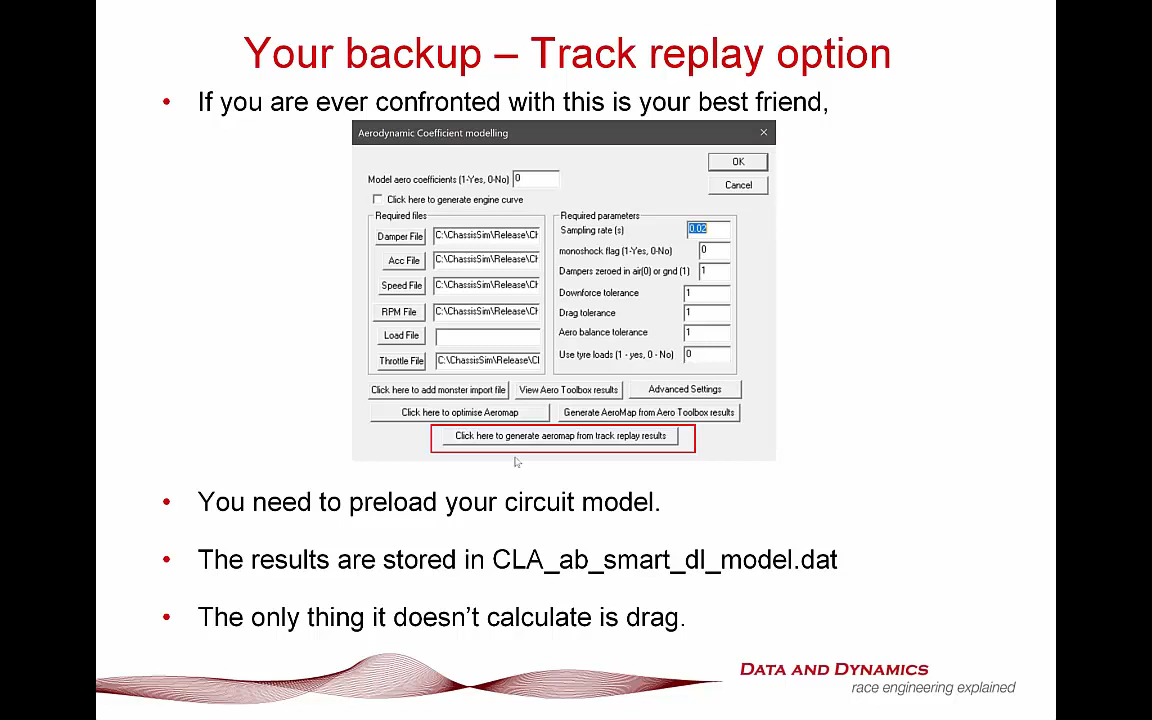 Your backup – Track replay option
• If you are ever confronted with this is your best friend,
Aerodynamic Coefficient modelling
OK
Model aero coefficients (1-Yes, 0-No) 0
Cancel
Click here to generate engine curve
Required files
Required parameters
Damper File C:\ChassisSim\Release\Ch
Sampling rate (s) 0.02
Acc File C:\ChassisSim\Release\Ch
monoshock flag (1-Yes, 0-No) 0
Dampers zeroed in air(0) or gnd (1) 1
Speed File C:\ChassisSim\Release\Ch
Downforce tolerance 1
RPM File C:\ChassisSim\Release\Ch
Drag tolerance 1
Load File
Aero balance tolerance 1
Throttle File C:\ChassisSim\Release\Ch
Use tyre loads (1 - yes, 0 - No) 0
Click here to add monster import file
View Aero Toolbox results
Advanced Settings
Click here to optimise Aeromap
Generate AeroMap from Aero Toolbox results
Click here to generate aeromap from track replay results
• You need to preload your circuit model.
• The results are stored in CLA_ab_smart_dl_model.dat
• The only thing it doesn’t calculate is drag.
DATA AND DYNAMICS
race engineering explained